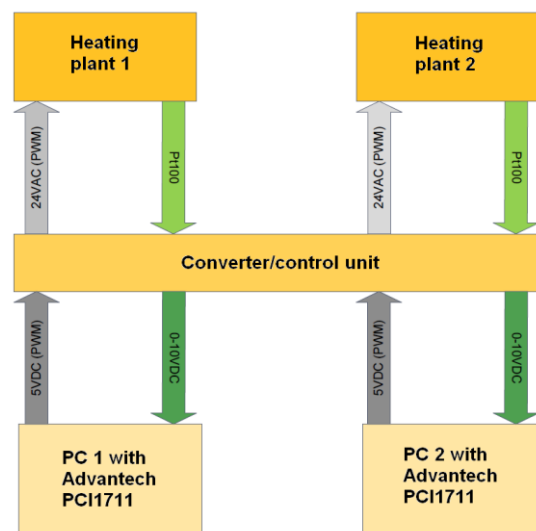 Heating
plant 1
Heating
plant 2
24VAC (PWM)
Pt100
24VAC (PWM)
Pt100
Converter/control unit
5VDC (PWM)
0-10VDC
5VDC (PWM)
0-10VDC
PC 1 with
Advantech
PCI1711
PC 2 with
Advantech
PCI1711